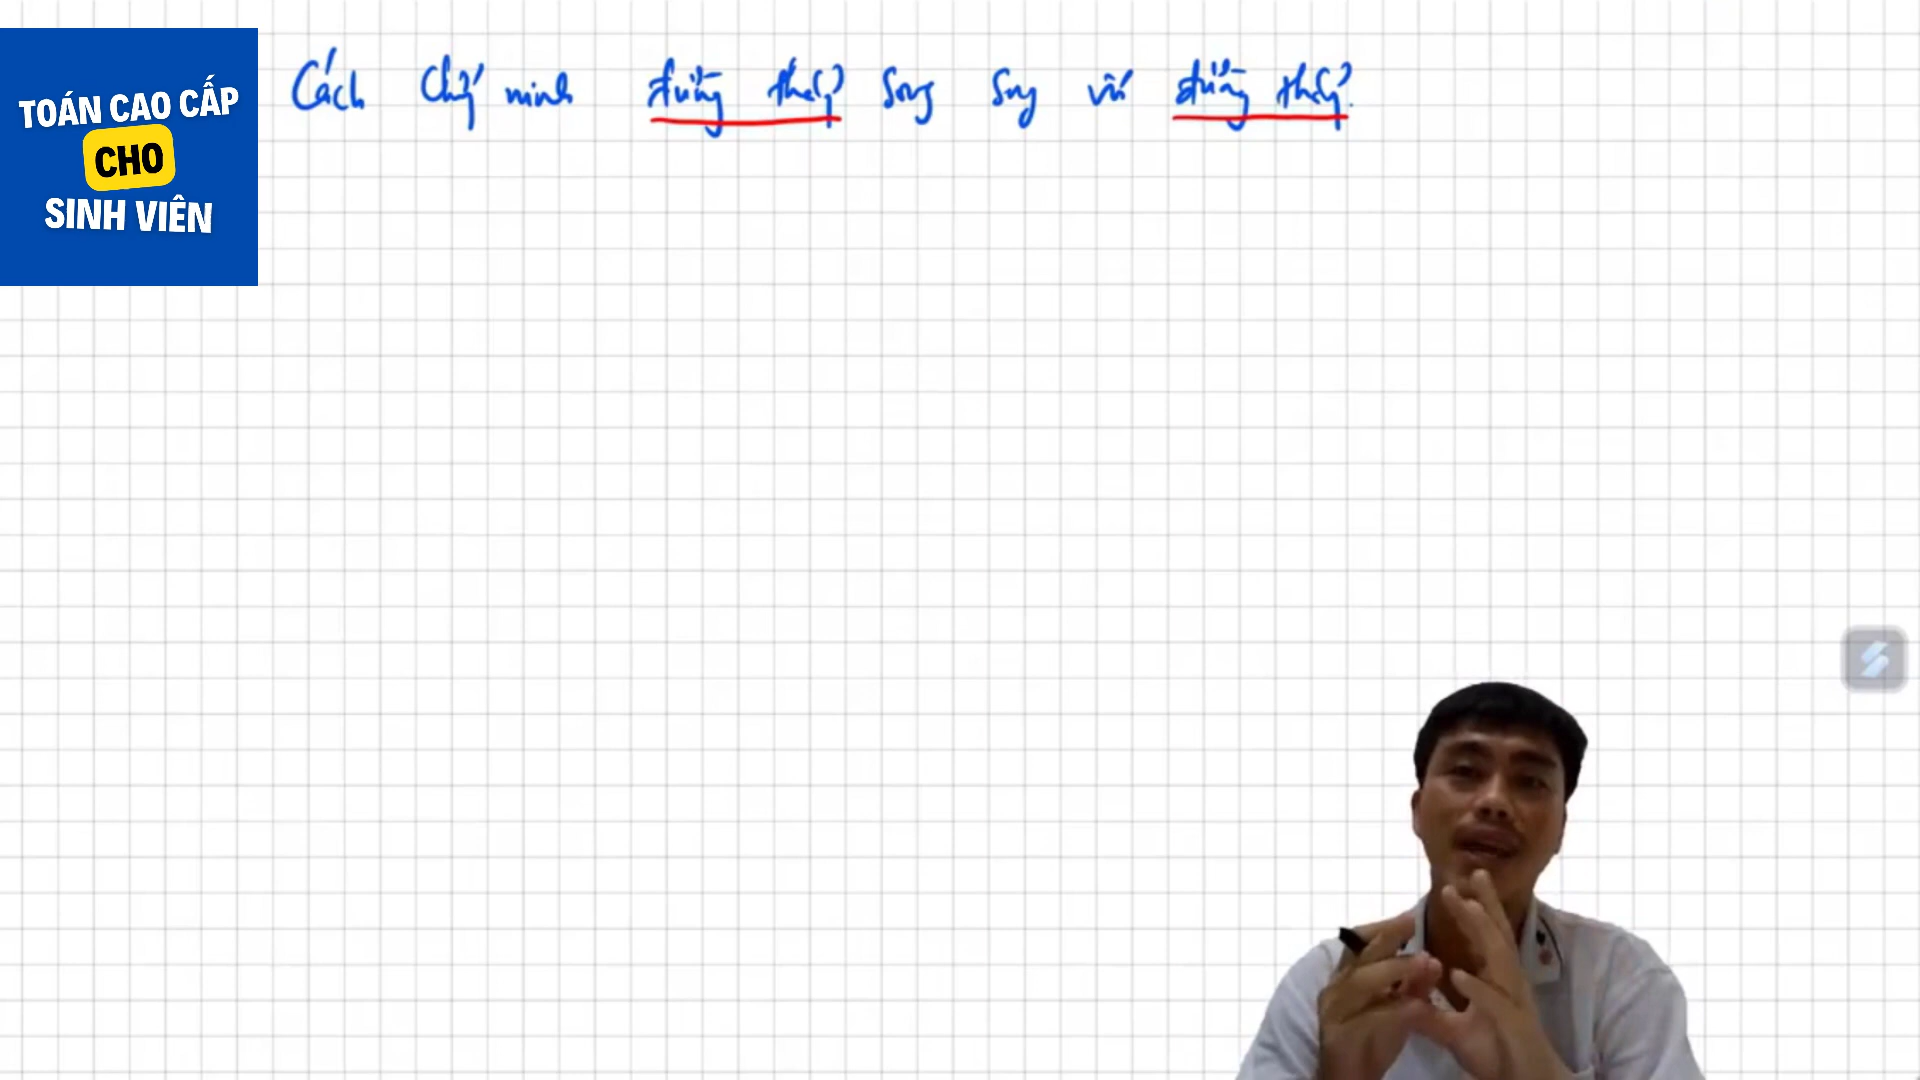 TOÁN CAO CẤP
CHO
SINH VIÊN
Cách chứng minh đường thẳng song song với đường thẳng.